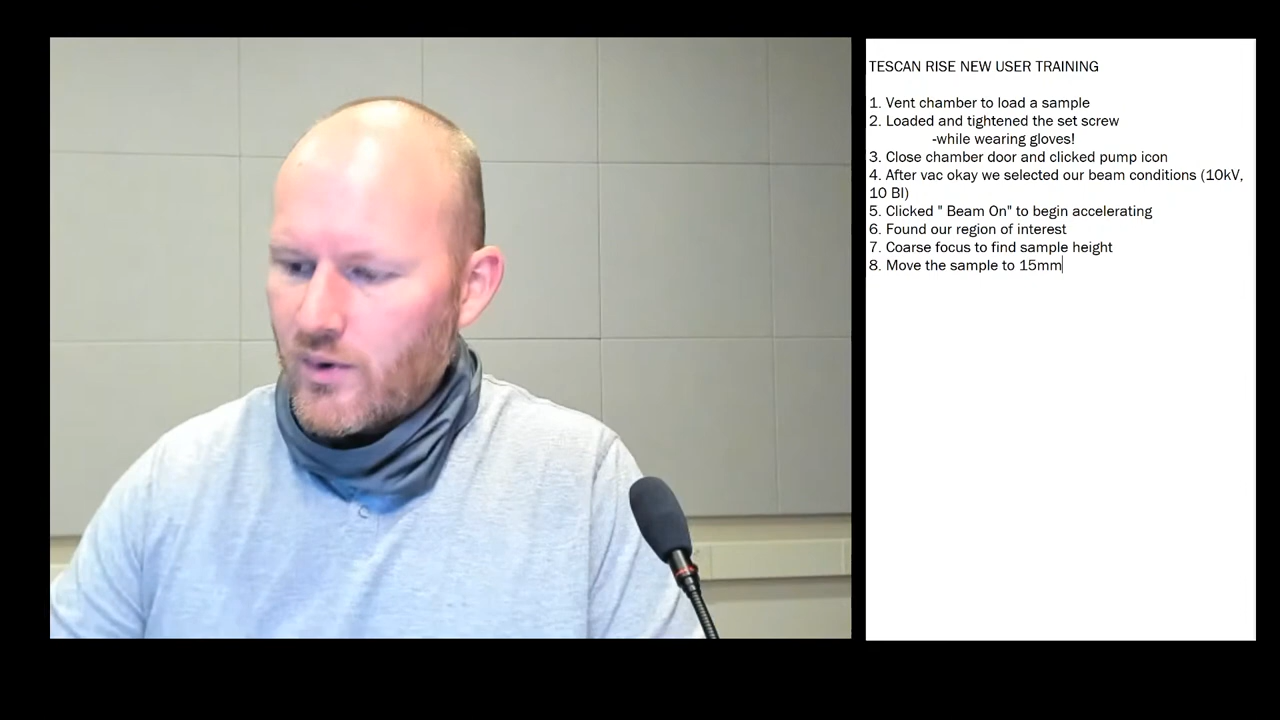 TESCAN RISE NEW USER TRAINING
1. Vent chamber to load a sample
2. Loaded and tightened the set screw
-while wearing gloves!
3. Close chamber door and clicked pump icon
4. After vac okay we selected our beam conditions (10kV,
10 BI)
5. Clicked " Beam On" to begin accelerating
6. Found our region of interest
7. Coarse focus to find sample height
8. Move the sample to 15mm